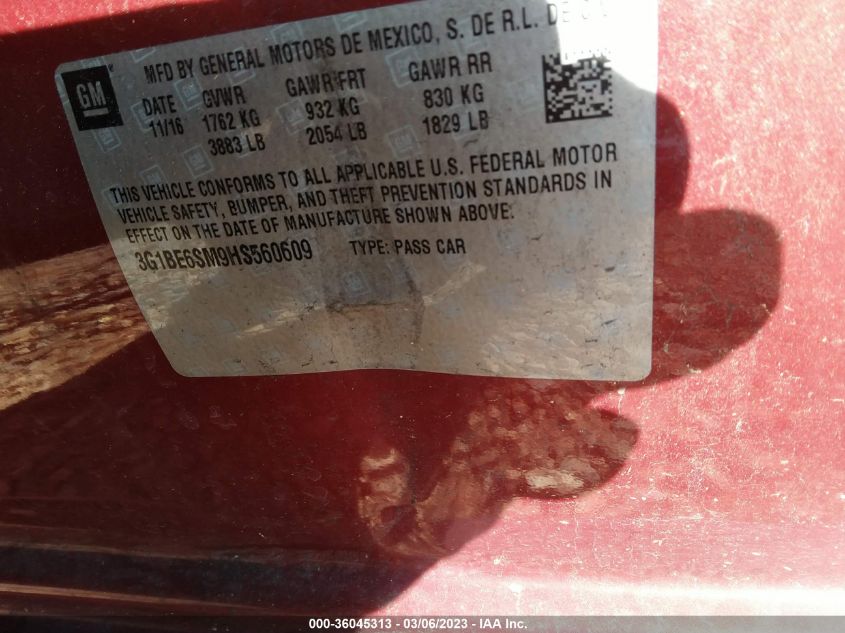 MFD BY GENERAL MOTORS DE MEXICO, S. DE R.L. DE
GM
DATE GVWR GAWR FRT GAWR RR
11/16 1762 KG 932 KG 830 KG
3883 LB 2054 LB 1829 LB
THIS VEHICLE CONFORMS TO ALL APPLICABLE U.S. FEDERAL MOTOR
VEHICLE SAFETY, BUMPER, AND THEFT PREVENTION STANDARDS IN
EFFECT ON THE DATE OF MANUFACTURE SHOWN ABOVE.
3G1BE6SM9HS560609 TYPE: PASS CAR
000-36045313 - 03/06/2023 - IAA Inc.